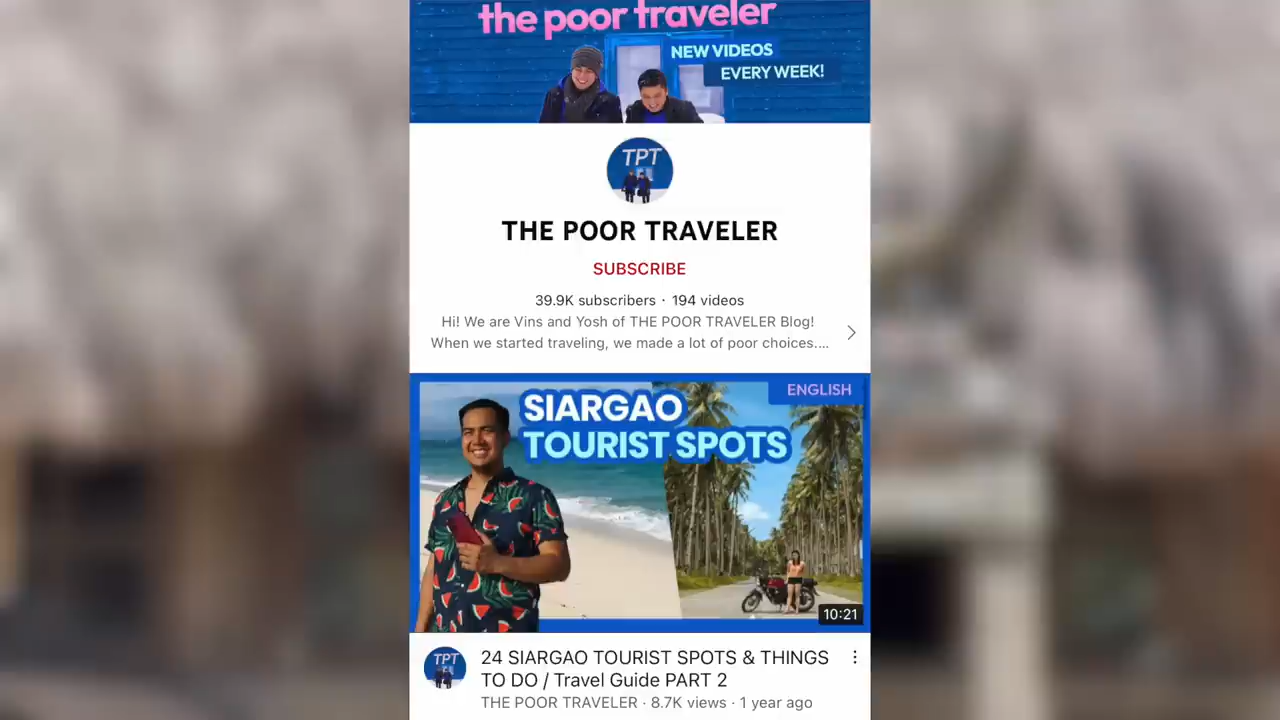 the poor traveler
NEW VIDEOS
EVERY WEEK!
TPT
THE POOR TRAVELER
SUBSCRIBE
39.9K subscribers · 194 videos
Hi! We are Vins and Yosh of THE POOR TRAVELER Blog!
When we started traveling, we made a lot of poor choices....
ENGLISH
SIARGAO
TOURIST SPOTS
10:21
TPT
24 SIARGAO TOURIST SPOTS & THINGS
TO DO / Travel Guide PART 2
THE POOR TRAVELER · 8.7K views · 1 year ago